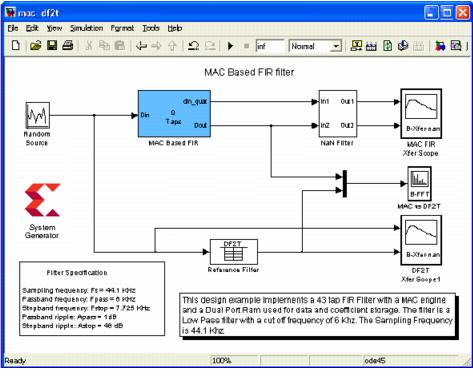 mac_df2t
File Edit View Simulation Format Tools Help
inf Normal
MAC Based FIR filter
Random
Source
Din
din_quat
Taps
Dout
MAC Based FIR
In1 Out1
In2 Out2
NaN Filter
B-Xfernan
MAC FIR
Xfer Scope
B-FFT
MAC vs DF2T
System
Generator
DF2T
Reference Filter
B-Xfernan
DF2T
Xfer Scope1
Filter Specification
Sampling frequency: Fs = 44.1 kHz
Passband frequency: Fpass = 6 kHz
Stopband frequency: Fstop = 7.725 kHz
Passband ripple: Apass = 1dB
Stopband ripple: Astop = 46 dB
This design example implements a 43 tap FIR Filter with a MAC engine
and a Dual Port Ram used for data and coefficient storage. The filter is a
Low Pass filter with a cut off frequency of 6 Khz. The Sampling Frequency
is 44.1 KHz.
Ready 100% ode45